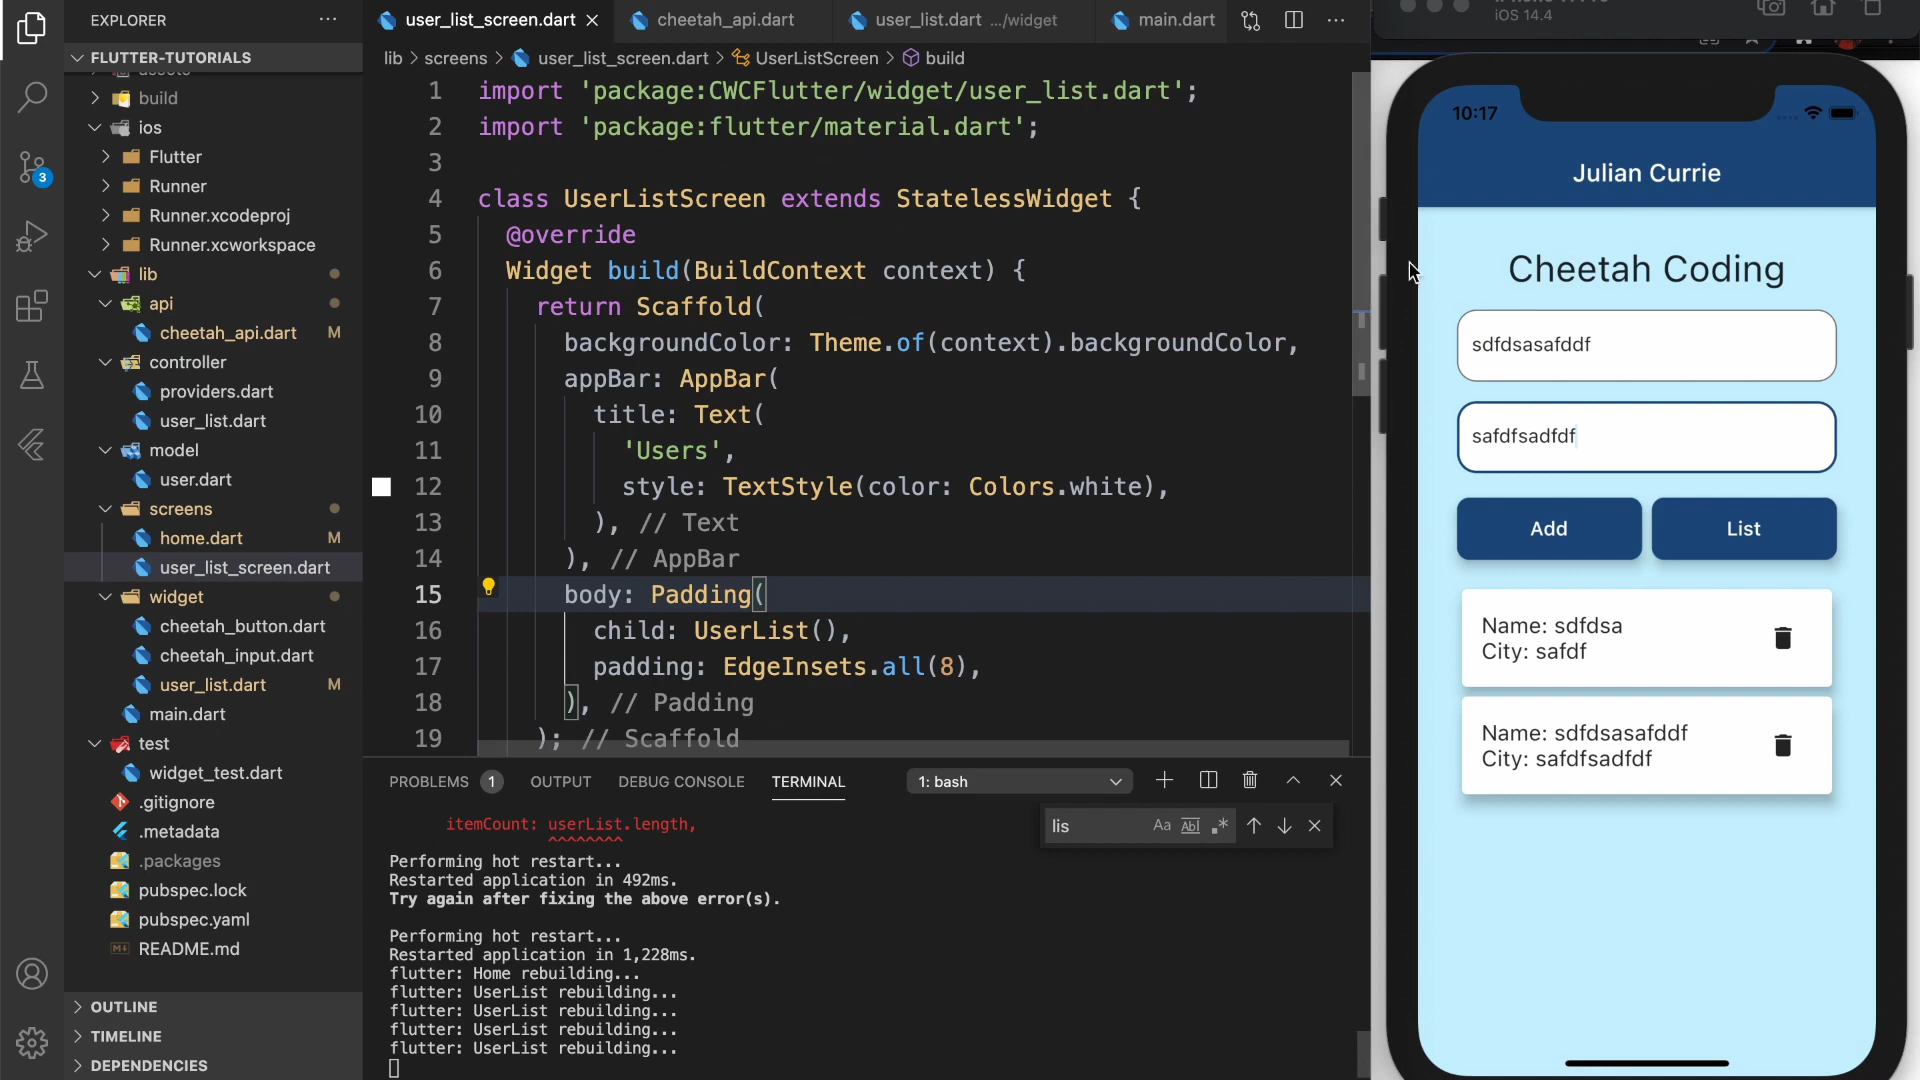 EXPLORER
FLUTTER-TUTORIALS
assets
build
ios
Flutter
Runner
Runner.xcodeproj
Runner.xcworkspace
lib
api
cheetah_api.dart M
controller
providers.dart
user_list.dart
model
user.dart
screens
home.dart M
user_list_screen.dart
widget
cheetah_button.dart
cheetah_input.dart
user_list.dart M
main.dart
test
widget_test.dart
.gitignore
.metadata
.packages
pubspec.lock
pubspec.yaml
README.md
OUTLINE
TIMELINE
DEPENDENCIES
3
user_list_screen.dart
cheetah_api.dart
user_list.dart .../widget
main.dart
lib > screens > user_list_screen.dart > UserListScreen > build
1 import 'package:CWCFlutter/widget/user_list.dart';
2 import 'package:flutter/material.dart';
3
4 class UserListScreen extends StatelessWidget {
5 @override
6 Widget build(BuildContext context) {
7 return Scaffold(
8 backgroundColor: Theme.of(context).backgroundColor,
9 appBar: AppBar(
10 title: Text(
11 'Users',
12 style: TextStyle(color: Colors.white),
13 ), // Text
14 ), // AppBar
15 body: Padding(
16 child: UserList(),
17 padding: EdgeInsets.all(8),
18 ), // Padding
19 ); // Scaffold
PROBLEMS 1 OUTPUT DEBUG CONSOLE TERMINAL 1: bash
lis Aa Abl .*
itemCount: userList.length,
^^^^^^^^
Performing hot restart...
Restarted application in 492ms.
Try again after fixing the above error(s).
Performing hot restart...
Restarted application in 1,228ms.
flutter: Home rebuilding...
flutter: UserList rebuilding...
flutter: UserList rebuilding...
flutter: UserList rebuilding...
flutter: UserList rebuilding...
iOS 14.4
10:17
Julian Currie
Cheetah Coding
sdfdsasafddf
safdfsadfdf
Add
List
Name: sdfdsa
City: safdf
Name: sdfdsasafddf
City: safdfsadfdf